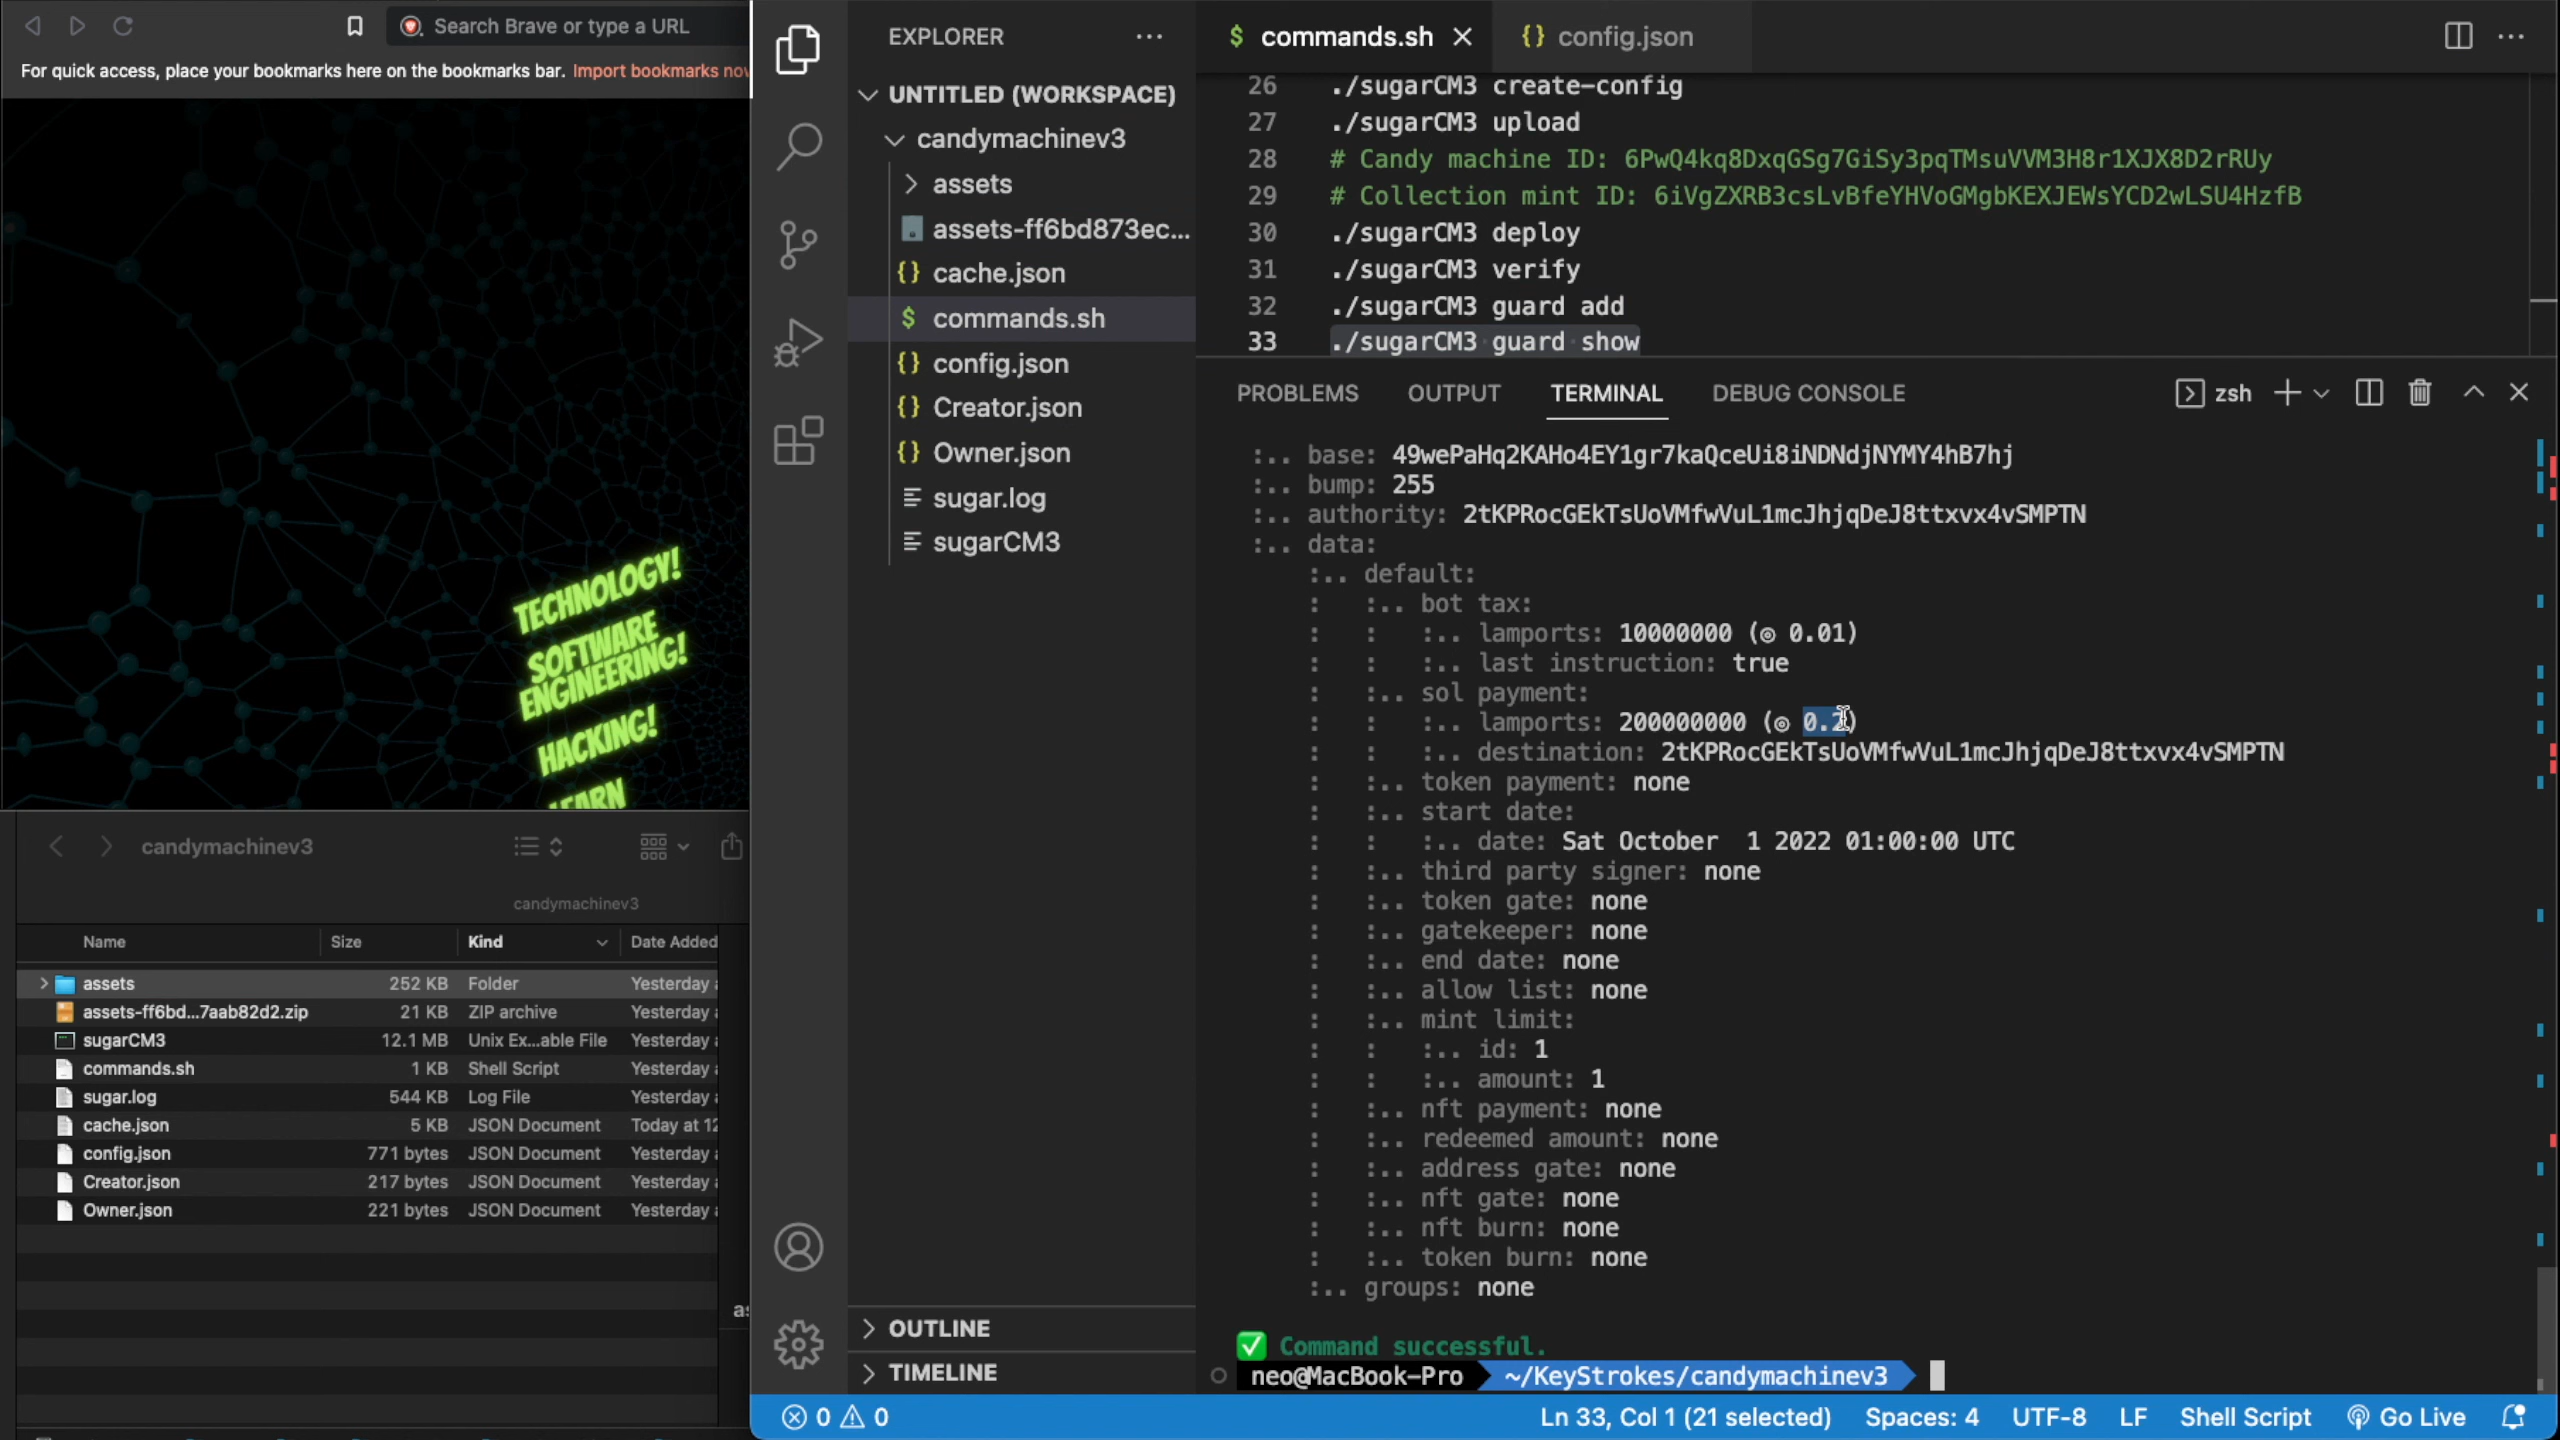 Search Brave or type a URL
For quick access, place your bookmarks here on the bookmarks bar. Import bookmarks nov
TECHNOLOGY!
SOFTWARE
ENGINEERING!
HACKING!
LEARN
candymachinev3
candymachinev3
Name Size Kind Date Added
assets 252 KB Folder Yesterday
assets-ff6bd...7aab82d2.zip 21 KB ZIP archive Yesterday
sugarCM3 12.1 MB Unix Ex...able File Yesterday
commands.sh 1 KB Shell Script Yesterday
sugar.log 544 KB Log File Yesterday
cache.json 5 KB JSON Document Today at 12
config.json 771 bytes JSON Document Yesterday
Creator.json 217 bytes JSON Document Yesterday
Owner.json 221 bytes JSON Document Yesterday
EXPLORER
UNTITLED (WORKSPACE)
candymachinev3
assets
assets-ff6bd873ec...
cache.json
commands.sh
config.json
Creator.json
Owner.json
sugar.log
sugarCM3
OUTLINE
TIMELINE
$ commands.sh {} config.json
26 ./sugarCM3 create-config
27 ./sugarCM3 upload
28 # Candy machine ID: 6PwQ4kq8DxqGSg7GiSy3pqTMsuVVM3H8r1XJX8D2rRUy
29 # Collection mint ID: 6iVgZXRB3csLvBfeYHVoGMgbKEXJEWsYCD2wLSU4HzfB
30 ./sugarCM3 deploy
31 ./sugarCM3 verify
32 ./sugarCM3 guard add
33 ./sugarCM3 guard show
PROBLEMS OUTPUT TERMINAL DEBUG CONSOLE zsh
:.. base: 49wePaHq2KAHo4EY1gr7kaQceUi8iNDNdjNYMY4hB7hj
:.. bump: 255
:.. authority: 2tKPRocGEkTsUoVMfwVuL1mcJhjqDeJ8ttxvx4vSMPTN
:.. data:
:.. default:
: :.. bot tax:
: : :.. lamports: 10000000 (◎ 0.01)
: : :.. last instruction: true
: :.. sol payment:
: : :.. lamports: 200000000 (◎ 0.2)
: : :.. destination: 2tKPRocGEkTsUoVMfwVuL1mcJhjqDeJ8ttxvx4vSMPTN
: :.. token payment: none
: :.. start date:
: : :.. date: Sat October 1 2022 01:00:00 UTC
: :.. third party signer: none
: :.. token gate: none
: :.. gatekeeper: none
: :.. end date: none
: :.. allow list: none
: :.. mint limit:
: : :.. id: 1
: : :.. amount: 1
: :.. nft payment: none
: :.. redeemed amount: none
: :.. address gate: none
: :.. nft gate: none
: :.. nft burn: none
: :.. token burn: none
:.. groups: none
✅ Command successful.
neo@MacBook-Pro ~/KeyStrokes/candymachinev3
0 0 Ln 33, Col 1 (21 selected) Spaces: 4 UTF-8 LF Shell Script Go Live